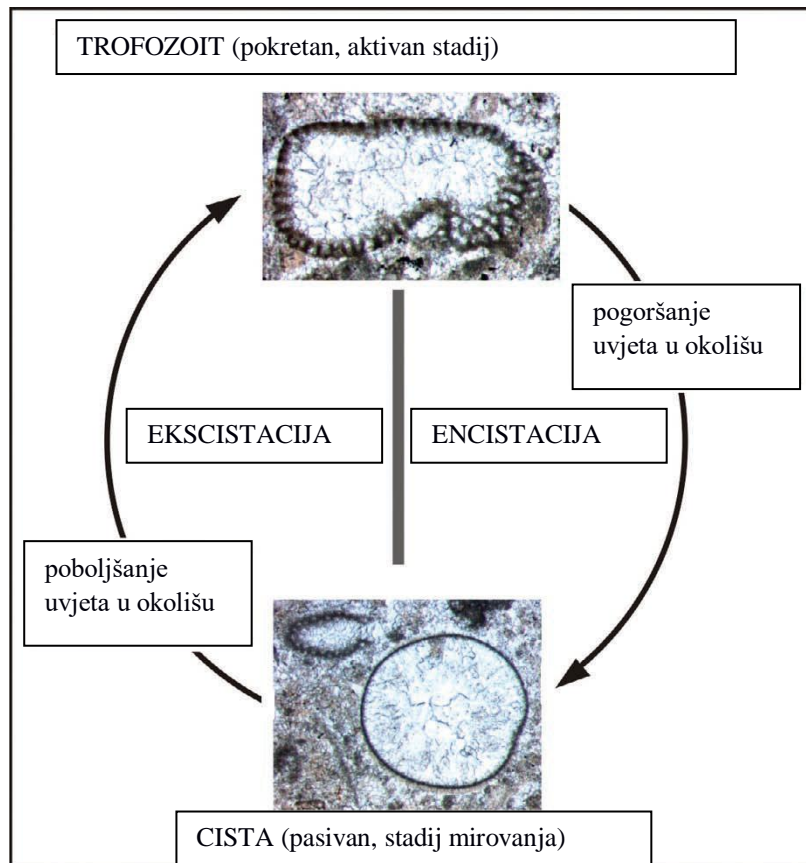 TROFOZOIT (pokretan, aktivan stadij)
pogoršanje
uvjeta u okolišu
EKSCISTACIJA
ENCISTACIJA
poboljšanje
uvjeta u okolišu
CISTA (pasivan, stadij mirovanja)